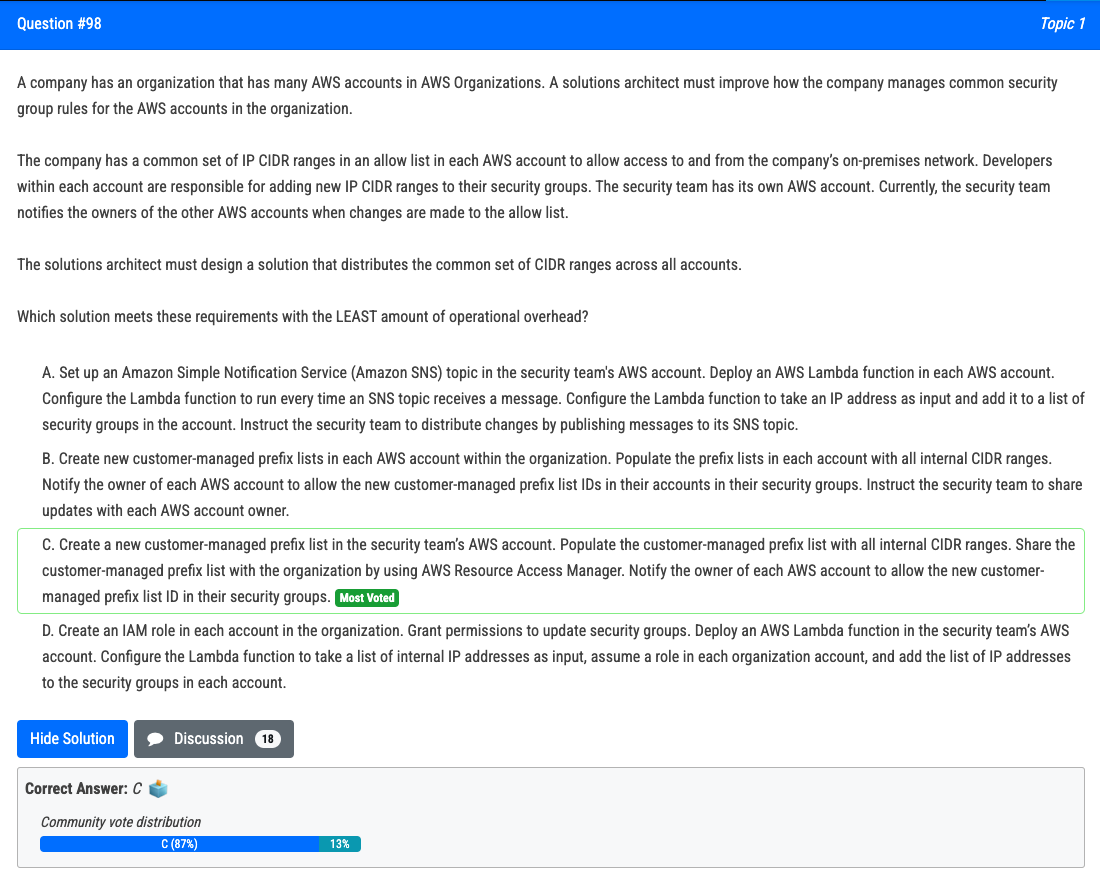 Question #98
Topic 1
A company has an organization that has many AWS accounts in AWS Organizations. A solutions architect must improve how the company manages common security
group rules for the AWS accounts in the organization.
The company has a common set of IP CIDR ranges in an allow list in each AWS account to allow access to and from the company's on-premises network. Developers
within each account are responsible for adding new IP CIDR ranges to their security groups. The security team has its own AWS account. Currently, the security team
notifies the owners of the other AWS accounts when changes are made to the allow list.
The solutions architect must design a solution that distributes the common set of CIDR ranges across all accounts.
Which solution meets these requirements with the LEAST amount of operational overhead?
A. Set up an Amazon Simple Notification Service (Amazon SNS) topic in the security team's AWS account. Deploy an AWS Lambda function in each AWS account.
Configure the Lambda function to run every time an SNS topic receives a message. Configure the Lambda function to take an IP address as input and add it to a list of
security groups in the account. Instruct the security team to distribute changes by publishing messages to its SNS topic.
B. Create new customer-managed prefix lists in each AWS account within the organization. Populate the prefix lists in each account with all internal CIDR ranges.
Notify the owner of each AWS account to allow the new customer-managed prefix list IDs in their accounts in their security groups. Instruct the security team to share
updates with each AWS account owner.
C. Create a new customer-managed prefix list in the security team's AWS account. Populate the customer-managed prefix list with all internal CIDR ranges. Share the
customer-managed prefix list with the organization by using AWS Resource Access Manager. Notify the owner of each AWS account to allow the new customer-
managed prefix list ID in their security groups. Most Voted
D. Create an IAM role in each account in the organization. Grant permissions to update security groups. Deploy an AWS Lambda function in the security team's AWS
account. Configure the Lambda function to take a list of internal IP addresses as input, assume a role in each organization account, and add the list of IP addresses
to the security groups in each account.
Hide Solution
Discussion 18
Correct Answer: C
Community vote distribution
C (87%)
13%